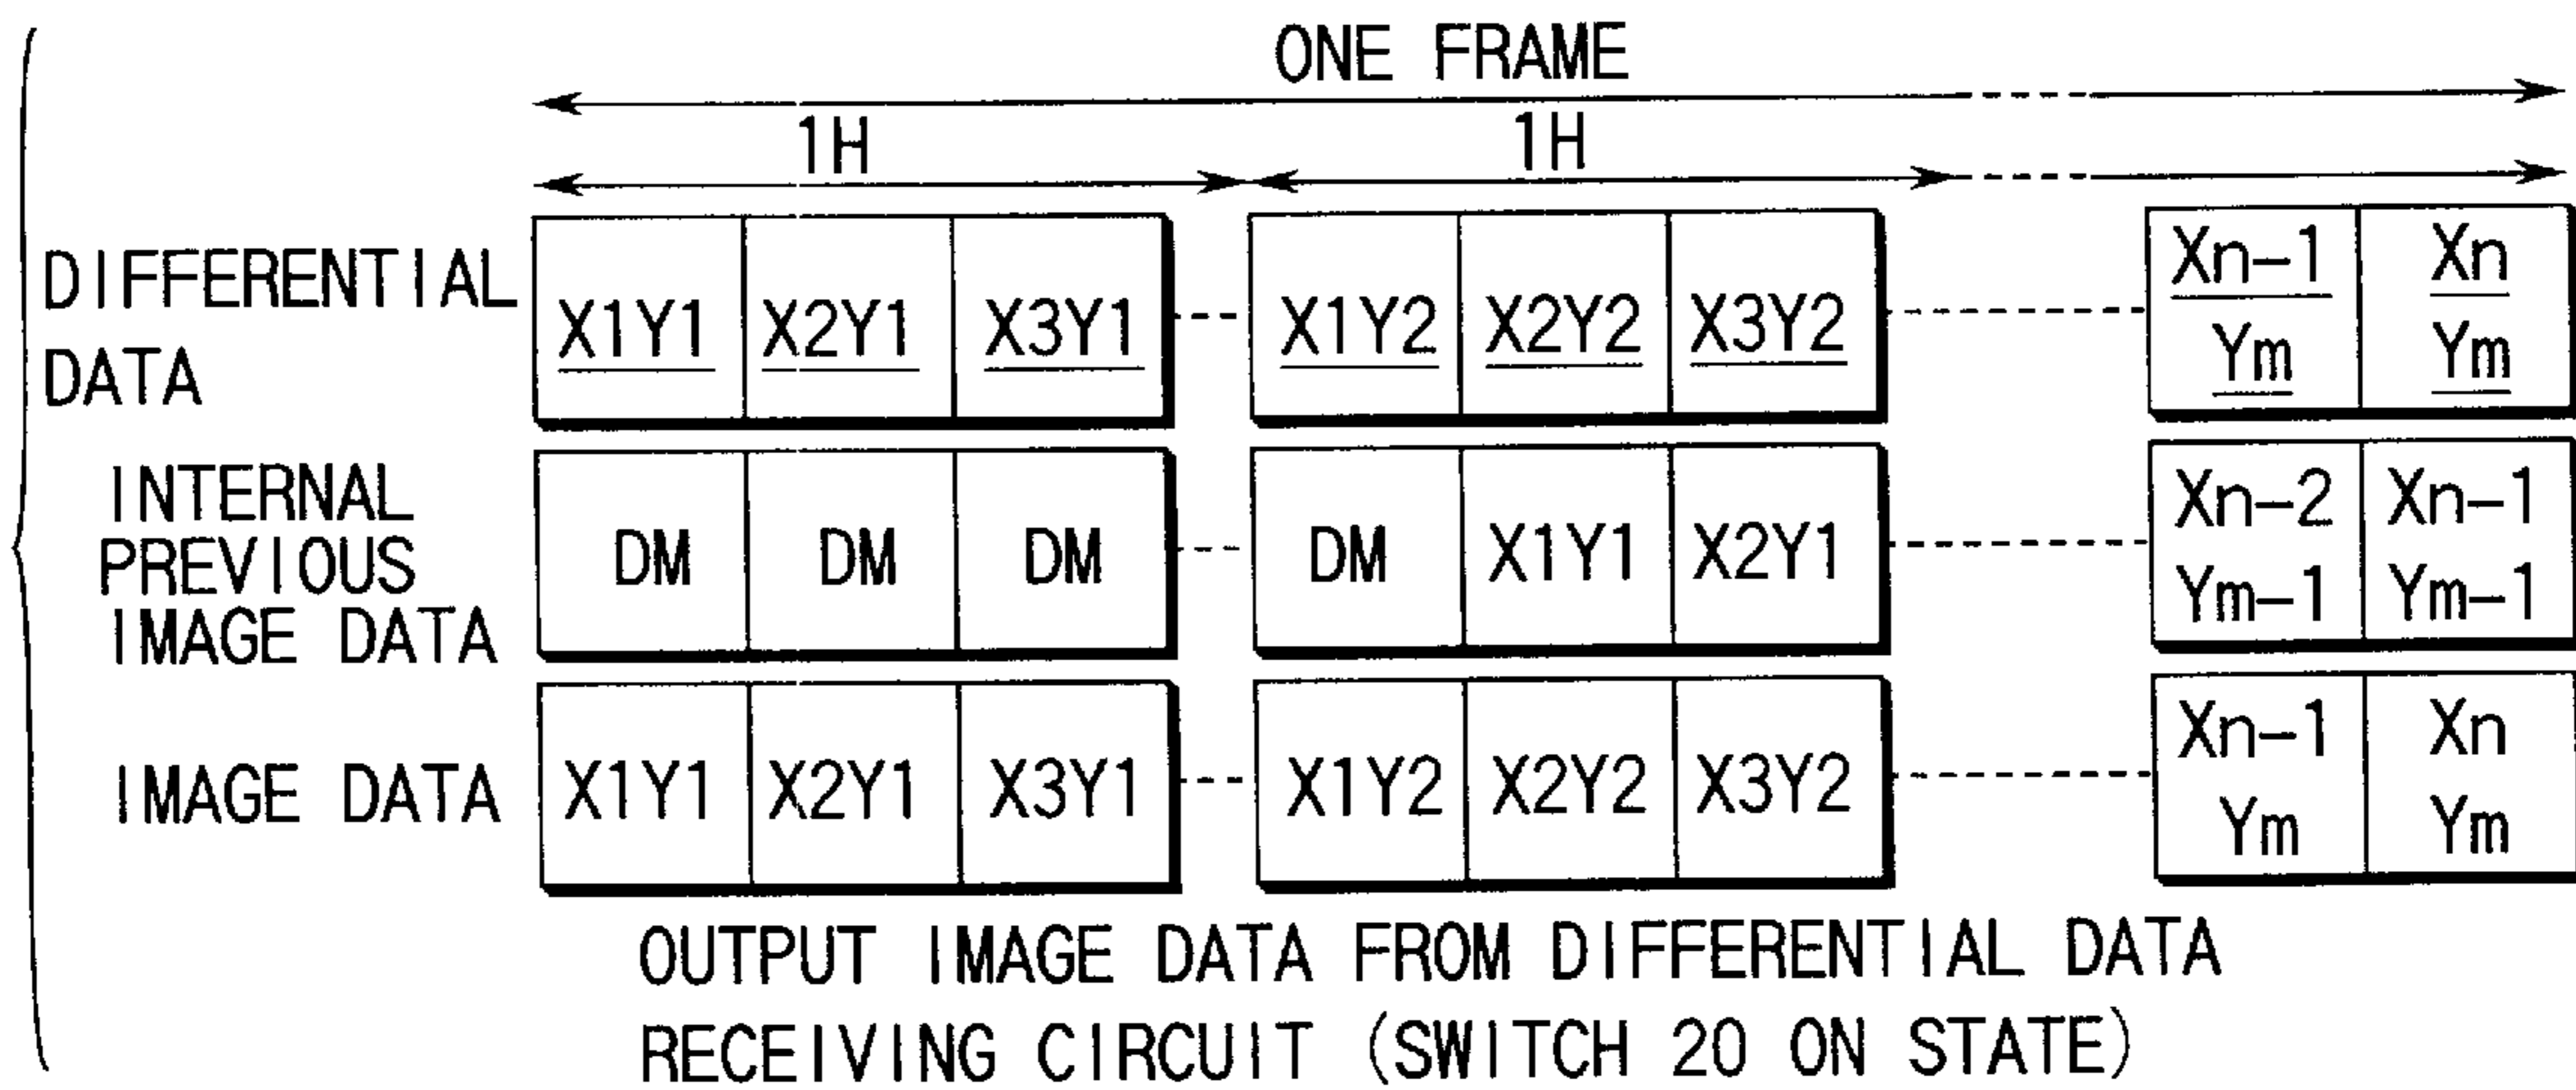 ONE FRAME
1H 1H
DIFFERENTIAL DATA
X1Y1 X2Y1 X3Y1 X1Y2 X2Y2 X3Y2 Xn-1 Ym Xn Ym
INTERNAL PREVIOUS IMAGE DATA
DM DM DM DM X1Y1 X2Y1 Xn-2 Ym-1 Xn-1 Ym-1
IMAGE DATA
X1Y1 X2Y1 X3Y1 X1Y2 X2Y2 X3Y2 Xn-1 Ym Xn Ym
OUTPUT IMAGE DATA FROM DIFFERENTIAL DATA
RECEIVING CIRCUIT (SWITCH 20 ON STATE)